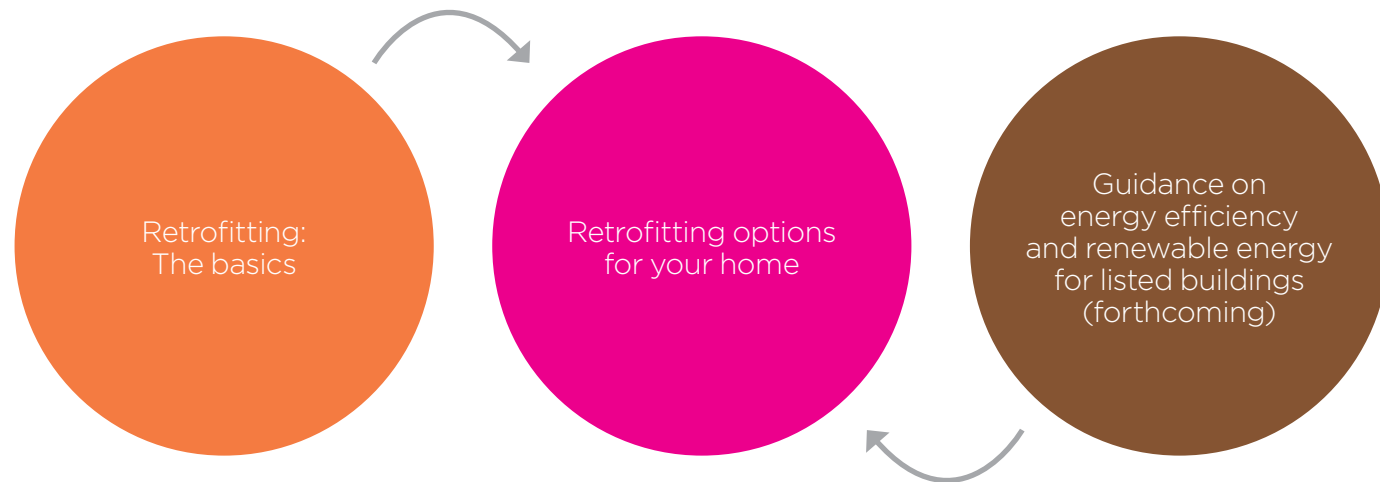 Retrofitting:
The basics
Retrofitting options
for your home
Guidance on
energy efficiency
and renewable energy
for listed buildings
(forthcoming)